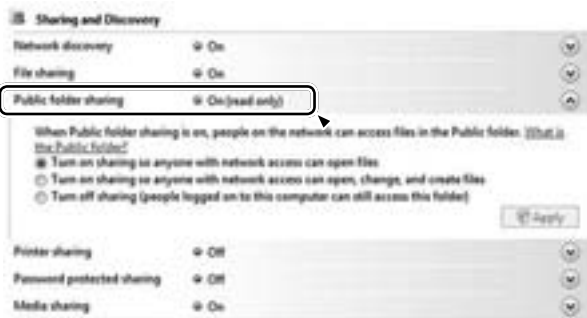 Sharing and Discovery
Network discovery On
File sharing On
Public folder sharing On (read only)
When Public folder sharing is on, people on the network can access files in the Public folder. What is
the Public folder?
Turn on sharing so anyone with network access can open files
Turn on sharing so anyone with network access can open, change, and create files
Turn off sharing (people logged on to this computer can still access this folder)
Apply
Printer sharing Off
Password protected sharing Off
Media sharing On